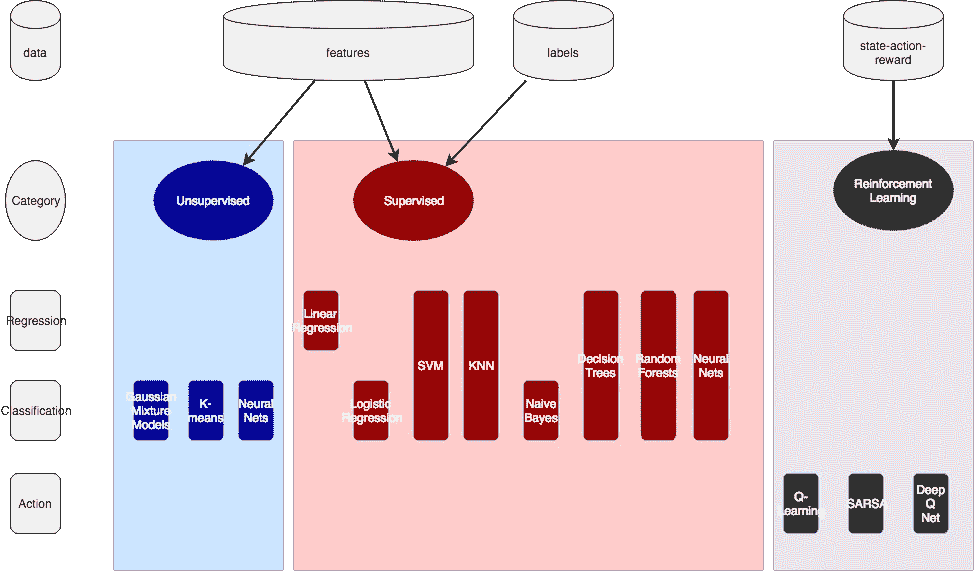 data
features
labels
state-action-
reward
Category
Unsupervised
Supervised
Reinforcement
Learning
Regression
Linear
Regression
SVM
KNN
Decision
Trees
Random
Forests
Neural
Nets
Classification
Gaussian
Mixture
Models
K-
means
Neural
Nets
Logistic
Regression
Naive
Bayes
Action
Q-
Learning
SARSA
Deep
Q
Net